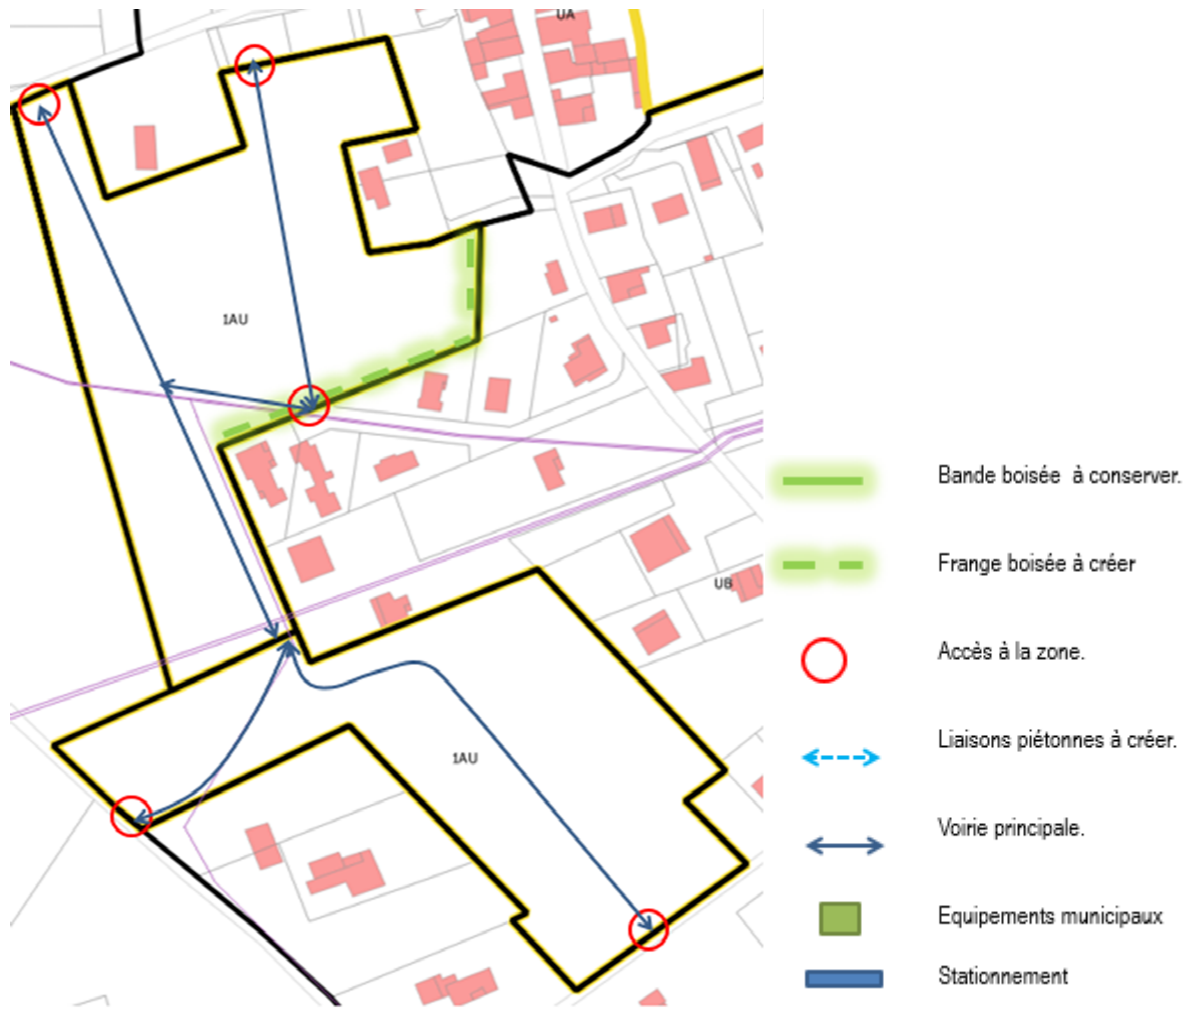 UA
1AU
UB
1AU
Bande boisée à conserver.
Frange boisée à créer
Accès à la zone.
Liaisons piétonnes à créer.
Voirie principale.
Equipements municipaux
Stationnement